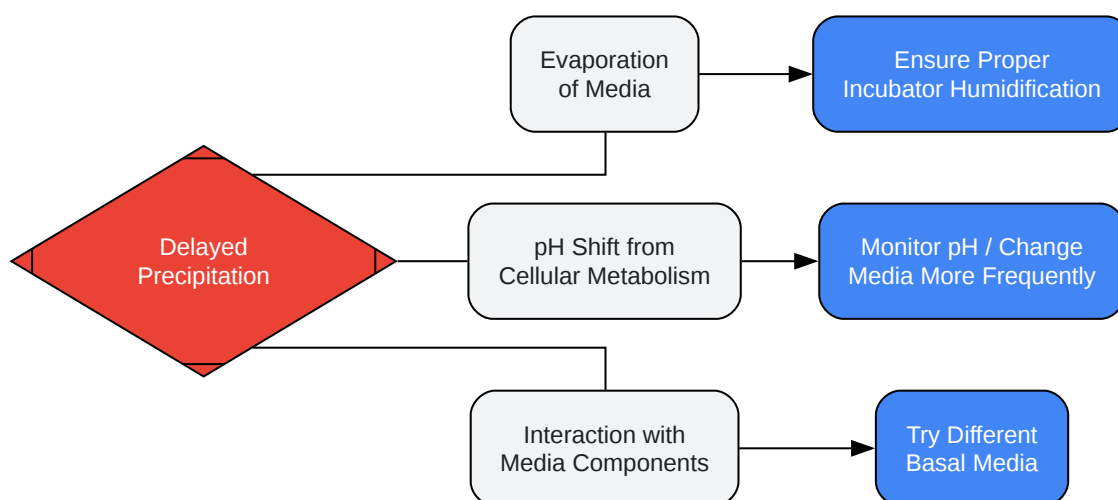 Evaporation
of Media
Ensure Proper
Incubator Humidification
Delayed
Precipitation
pH Shift from
Cellular Metabolism
Monitor pH / Change
Media More Frequently
Interaction with
Media Components
Try Different
Basal Media